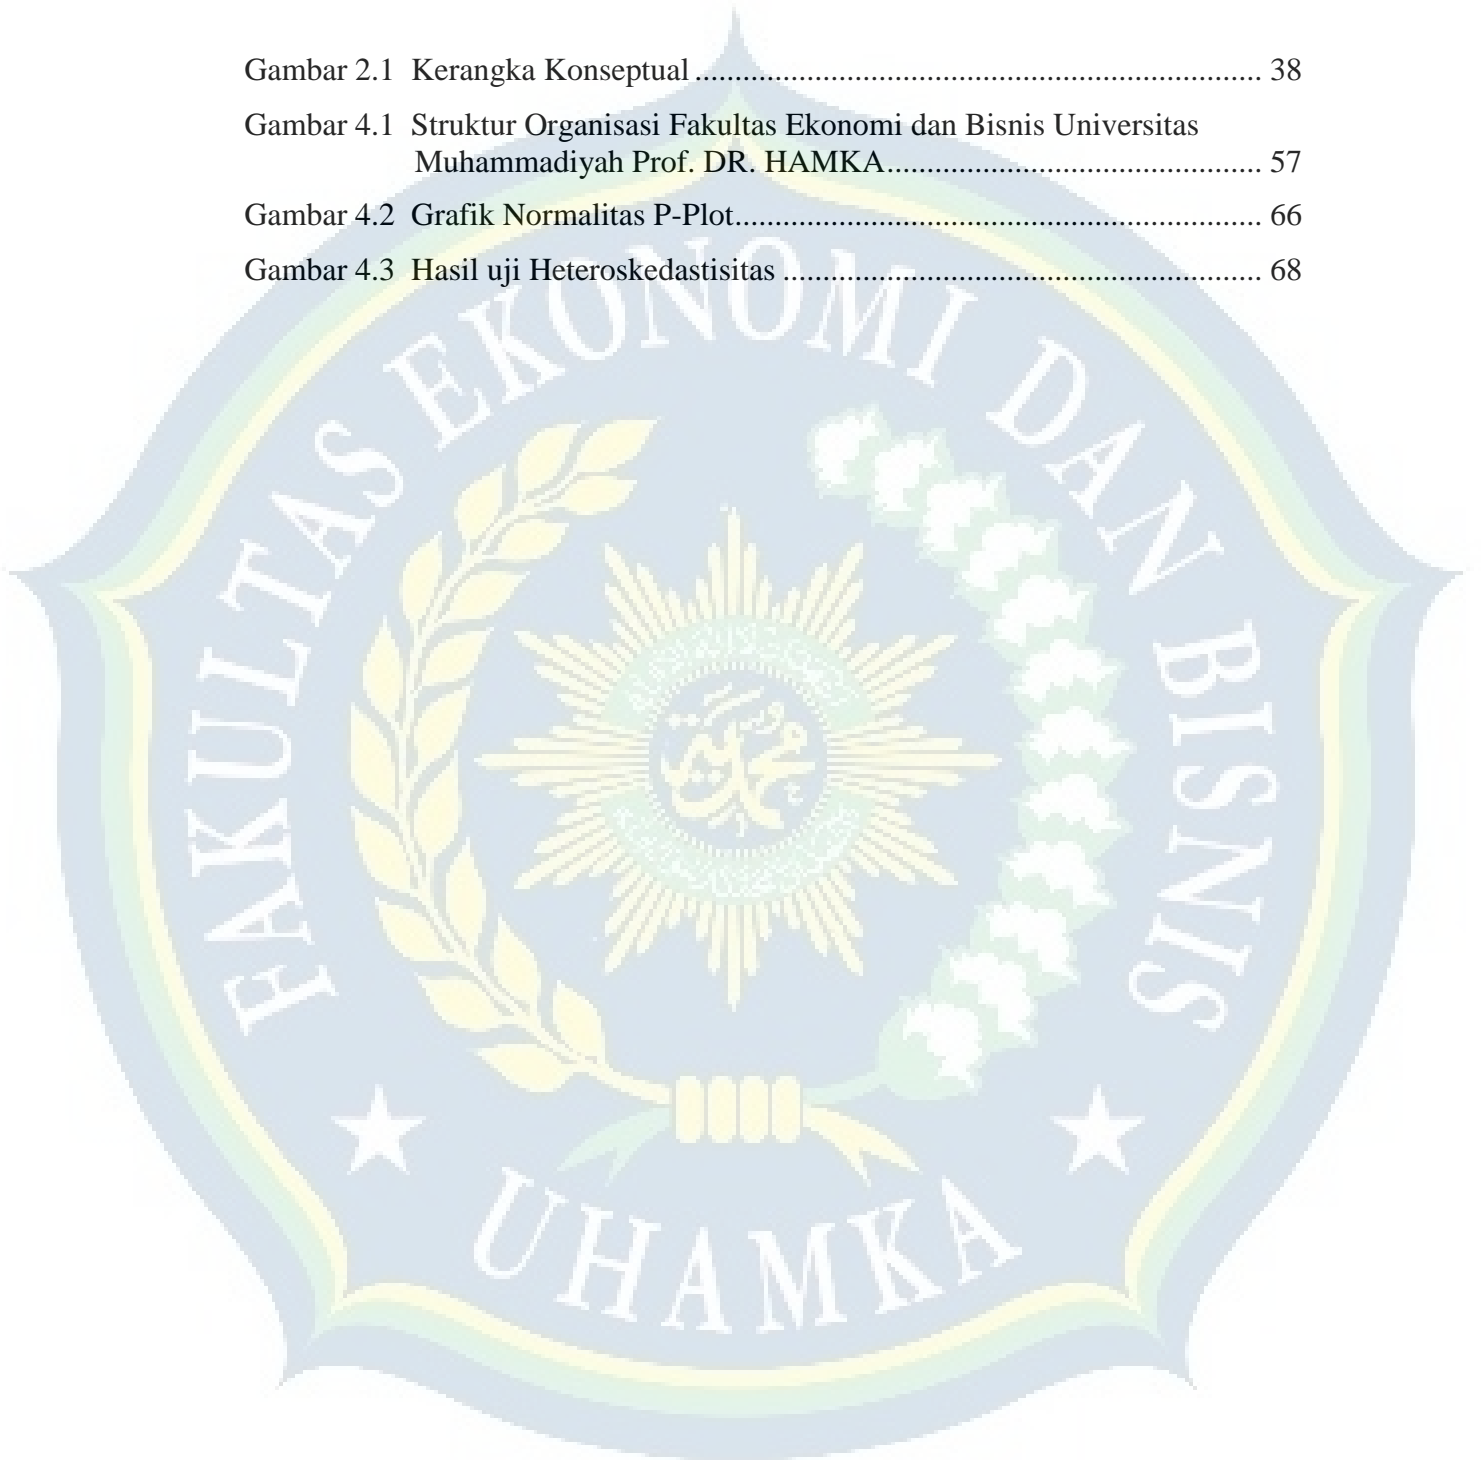 Gambar 2.1 Kerangka Konseptual ........................................................................ 38
Gambar 4.1 Struktur Organisasi Fakultas Ekonomi dan Bisnis Universitas
Muhammadiyah Prof. DR. HAMKA............................................... 57
Gambar 4.2 Grafik Normalitas P-Plot................................................................... 66
Gambar 4.3 Hasil uji Heteroskedastisitas ............................................................. 68
FAKULTAS EKONOMI DAN BISNIS
محمدية
UHAMKA